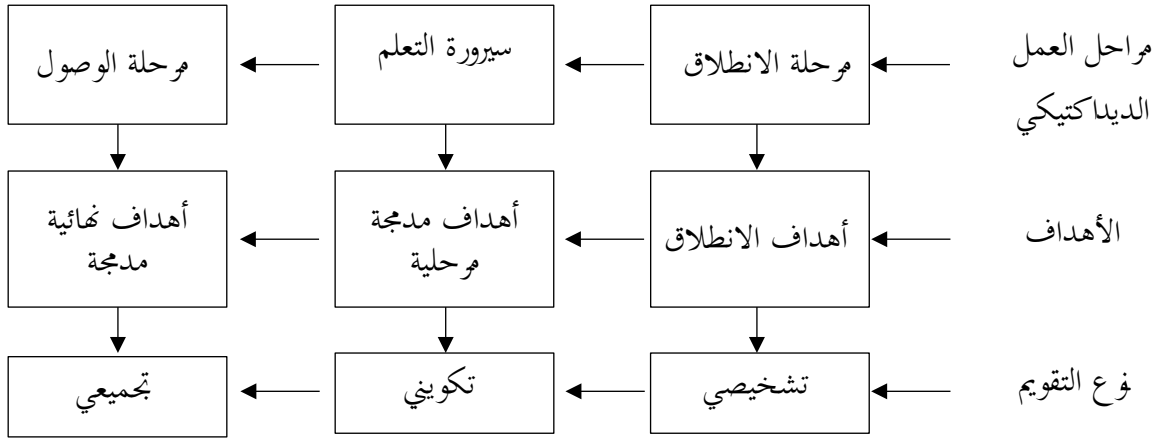 مراحل العمل
الديداكتيكي
مرحلة الانطلاق
سيرورة التعلم
مرحلة الوصول
الأهداف
أهداف الانطلاق
أهداف مدمجة
مرحلية
أهداف نهائية
مدمجة
نوع التقويم
تشخيصي
تكويني
تجميعي